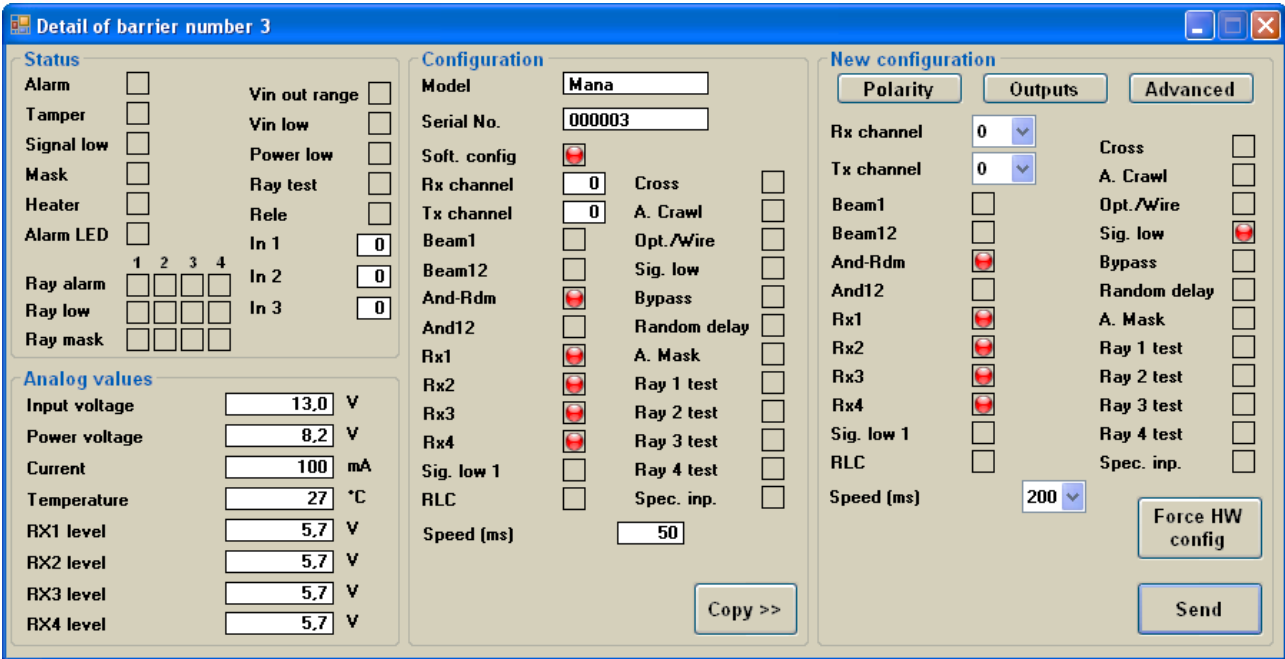 Detail of barrier number 3
Status
Alarm
Tamper
Signal low
Mask
Heater
Alarm LED
Vin out range
Vin low
Power low
Ray test
Rele
In 1 0
In 2 0
In 3 0
1 2 3 4
Ray alarm
Ray low
Ray mask
Analog values
Input voltage 13,0 V
Power voltage 8,2 V
Current 100 mA
Temperature 27 °C
RX1 level 5,7 V
RX2 level 5,7 V
RX3 level 5,7 V
RX4 level 5,7 V
Configuration
Model Mana
Serial No. 000003
Soft. config
Rx channel 0
Tx channel 0
Beam1
Beam12
And-Rdm
And12
Rx1
Rx2
Rx3
Rx4
Sig. low 1
RLC
Speed (ms) 50
Cross
A. Crawl
Opt./Wire
Sig. low
Bypass
Random delay
A. Mask
Ray 1 test
Ray 2 test
Ray 3 test
Ray 4 test
Spec. inp.
Copy >>
New configuration
Polarity Outputs Advanced
Rx channel 0
Tx channel 0
Beam1
Beam12
And-Rdm
And12
Rx1
Rx2
Rx3
Rx4
Sig. low 1
RLC
Speed (ms) 200
Cross
A. Crawl
Opt./Wire
Sig. low
Bypass
Random delay
A. Mask
Ray 1 test
Ray 2 test
Ray 3 test
Ray 4 test
Spec. inp.
Force HW
config
Send